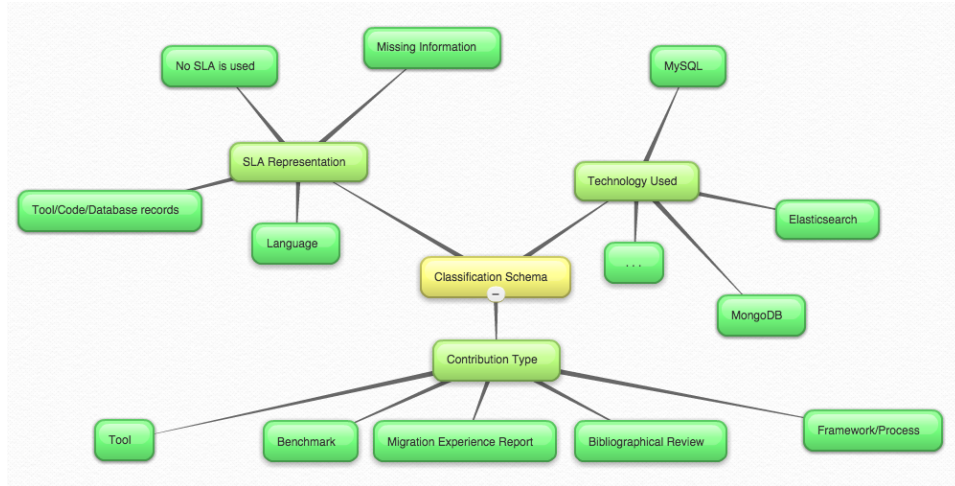 Missing Information
No SLA is used
MySQL
SLA Representation
Technology Used
Tool/Code/Database records
Elasticsearch
Language
. . .
Classification Schema
–
MongoDB
Contribution Type
Tool
Benchmark
Migration Experience Report
Bibliographical Review
Framework/Process